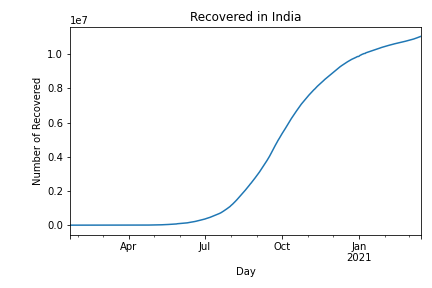 Recovered in India
1e7
1.0
0.8
0.6
0.4
0.2
0.0
Number of Recovered
Apr Jul Oct Jan
2021
Day